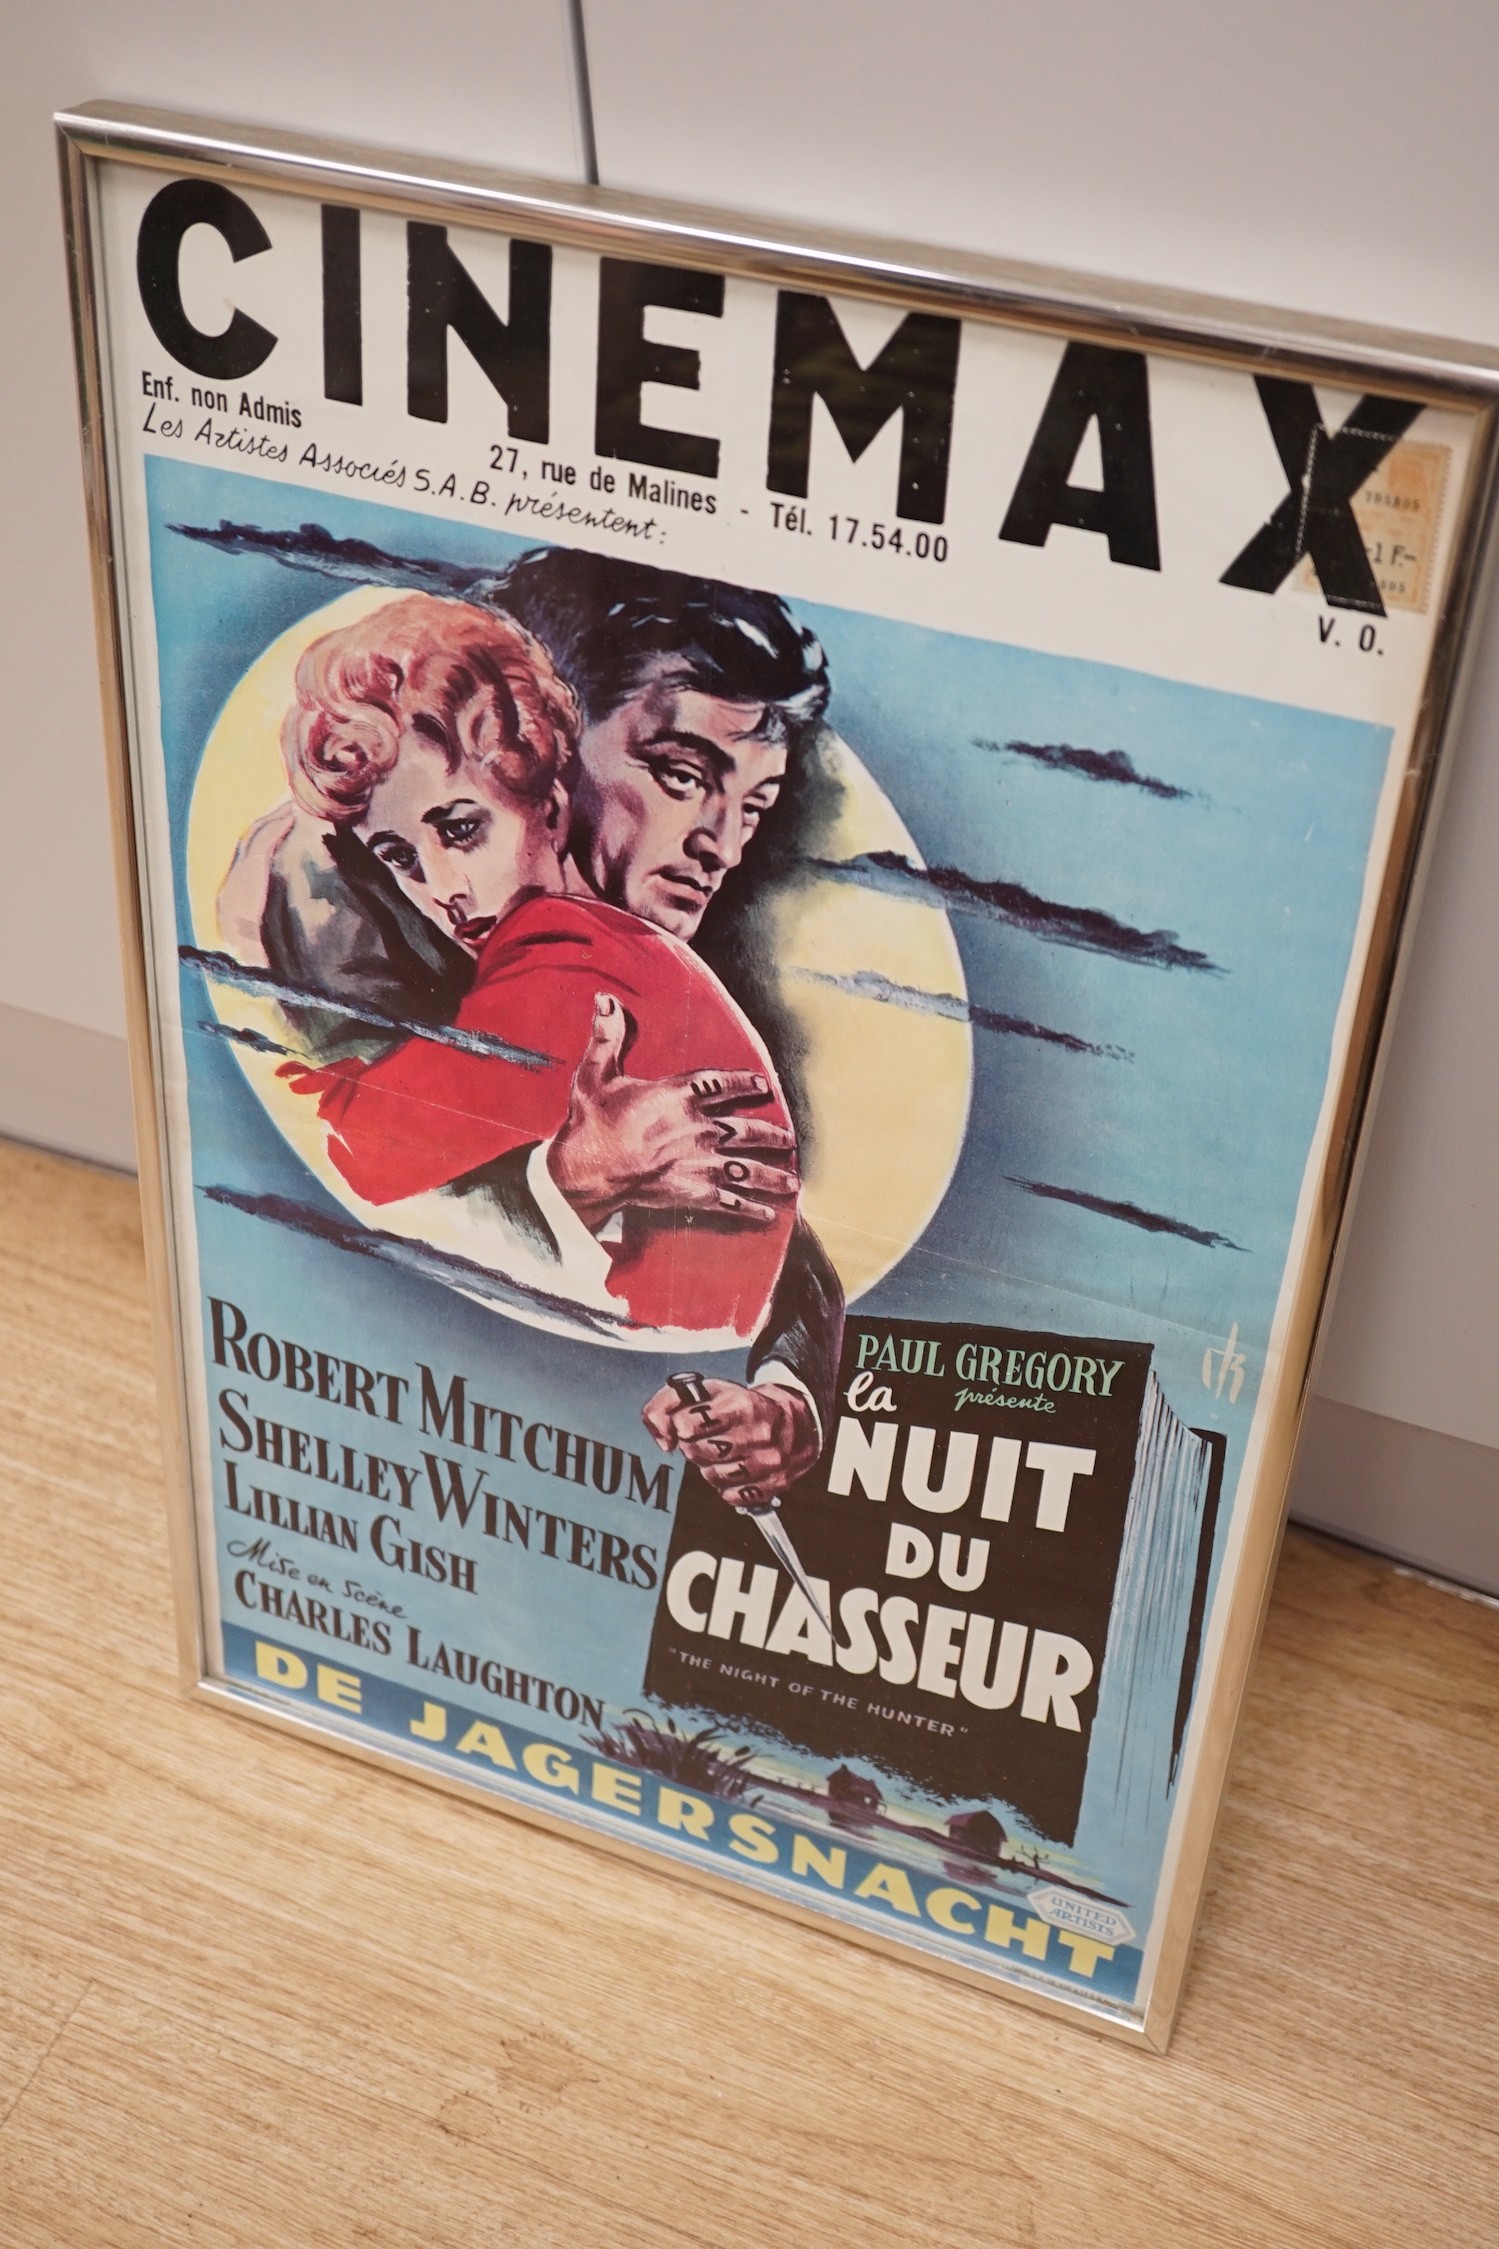 CINEMAX
Enf. non Admis
27, rue de Malines - Tél. 17.54.00
V. O.
Les Artistes Associés S.A.B. présentent:
-1 F.-
LOVE
HATE
ROBERT MITCHUM
SHELLEY WINTERS
LILLIAN GISH
Mise en Scène
CHARLES LAUGHTON
PAUL GREGORY
présente
la
NUIT
DU
CHASSEUR
"THE NIGHT OF THE HUNTER"
DE JAGERSNACHT
UNITED
ARTISTS